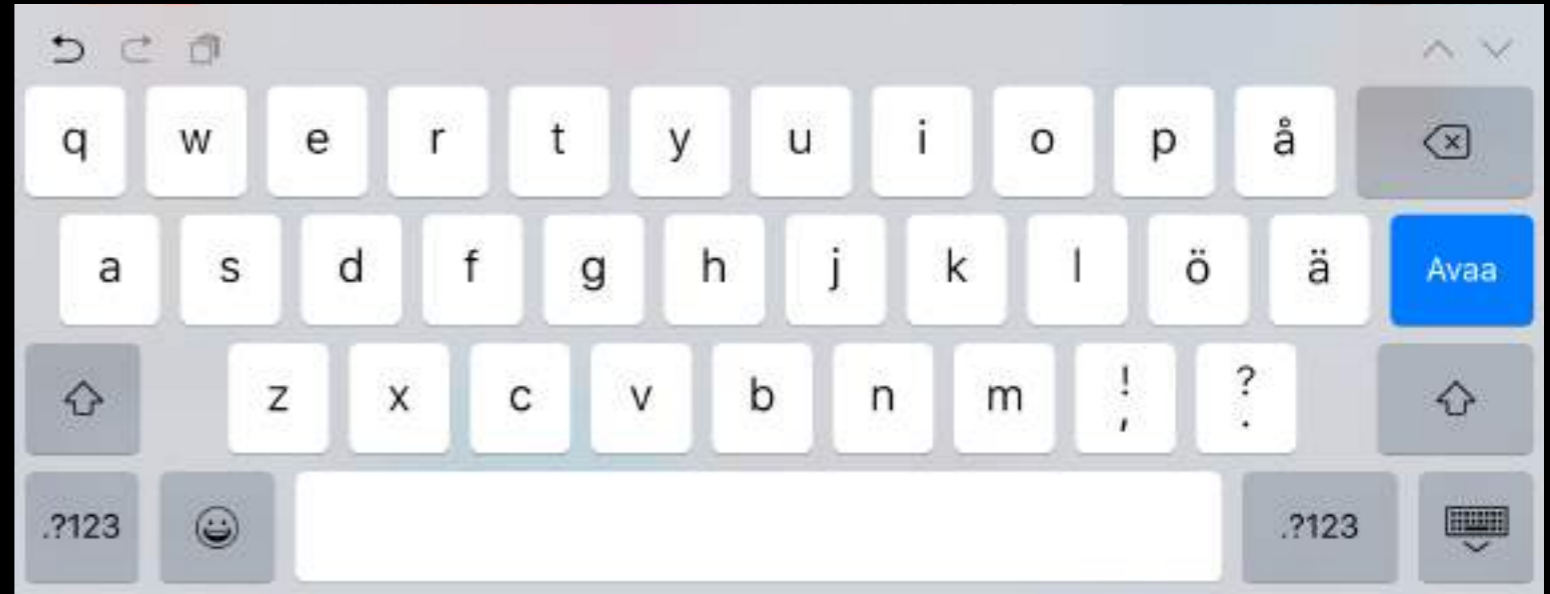 q w e r t y u i o p å
a s d f g h j k l ö ä Avaa
z x c v b n m ! , ? .
.?123 .?123